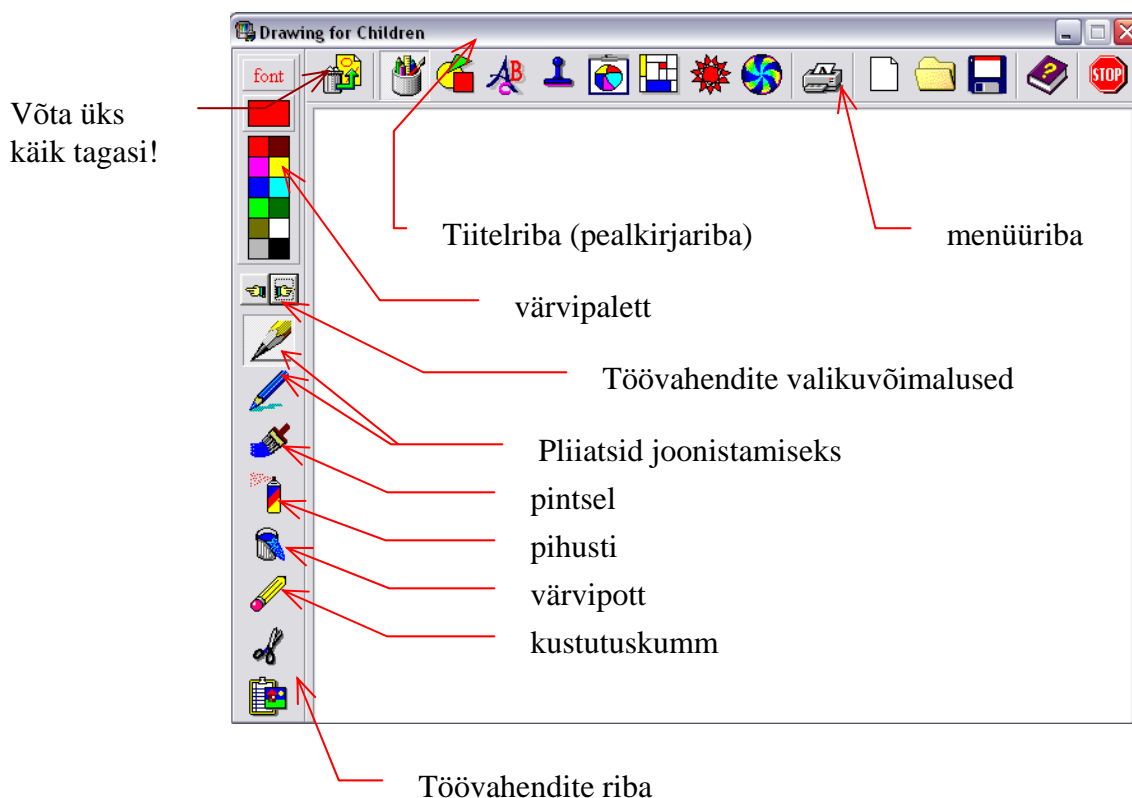 Drawing for Children
font
AB
STOP
Võta üks
käik tagasi!
Tiitelriba (pealkirjariba)
menüüriba
värvipalett
Töövahendite valikuvõimalused
Pliiatsid joonistamiseks
pintsel
pihusti
värvipott
kustutuskumm
Töövahendite riba